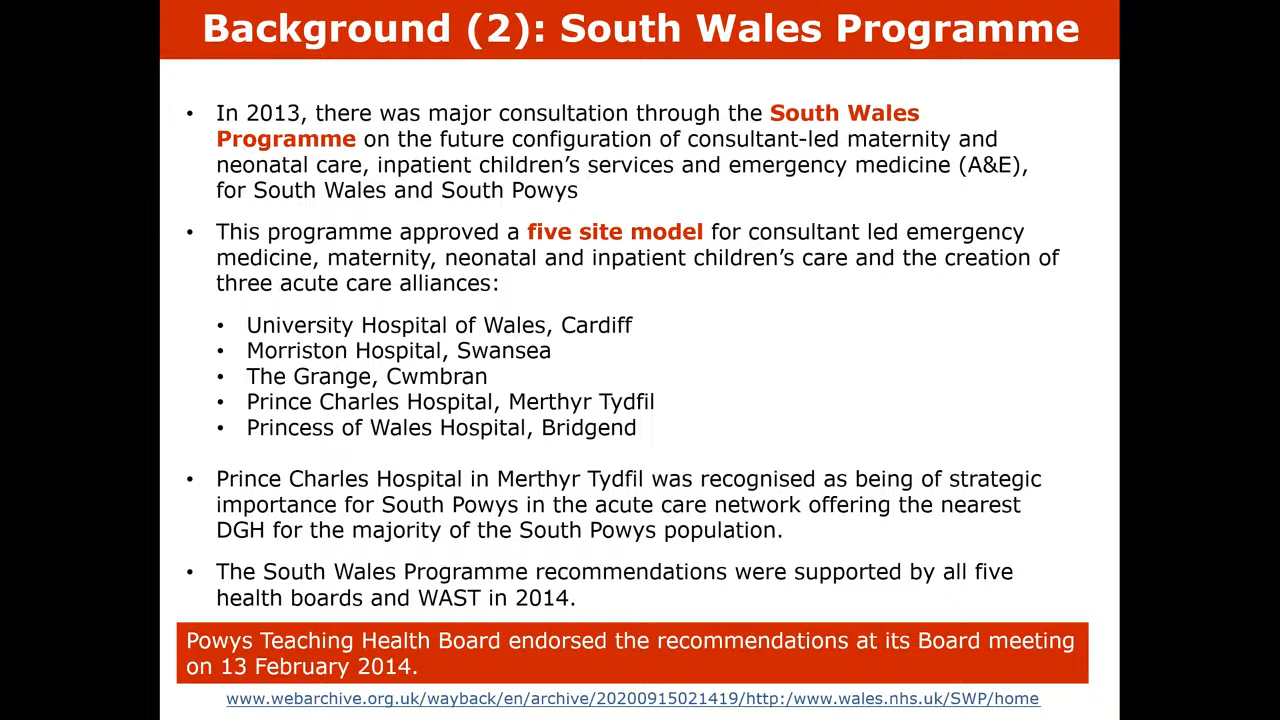 Background (2): South Wales Programme
• In 2013, there was major consultation through the South Wales
Programme on the future configuration of consultant-led maternity and
neonatal care, inpatient children’s services and emergency medicine (A&E),
for South Wales and South Powys
• This programme approved a five site model for consultant led emergency
medicine, maternity, neonatal and inpatient children’s care and the creation of
three acute care alliances:
• University Hospital of Wales, Cardiff
• Morriston Hospital, Swansea
• The Grange, Cwmbran
• Prince Charles Hospital, Merthyr Tydfil
• Princess of Wales Hospital, Bridgend
• Prince Charles Hospital in Merthyr Tydfil was recognised as being of strategic
importance for South Powys in the acute care network offering the nearest
DGH for the majority of the South Powys population.
• The South Wales Programme recommendations were supported by all five
health boards and WAST in 2014.
Powys Teaching Health Board endorsed the recommendations at its Board meeting
on 13 February 2014.
www.webarchive.org.uk/wayback/en/archive/20200915021419/http:/www.wales.nhs.uk/SWP/home